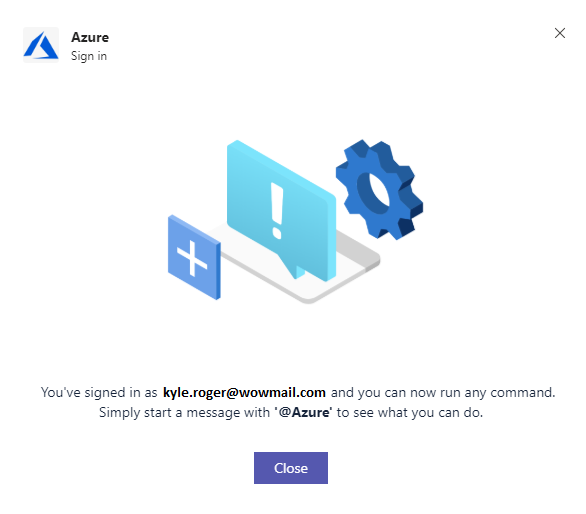 Azure
Sign in
You've signed in as kyle.roger@wowmail.com and you can now run any command.
Simply start a message with '@Azure' to see what you can do.
Close